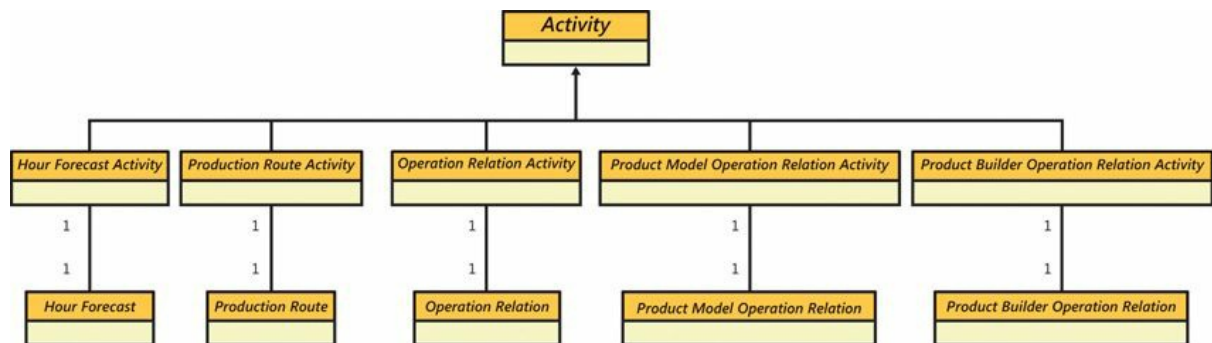 Activity
Hour Forecast Activity
Production Route Activity
Operation Relation Activity
Product Model Operation Relation Activity
Product Builder Operation Relation Activity
1
1
1
1
1
1
1
1
1
1
Hour Forecast
Production Route
Operation Relation
Product Model Operation Relation
Product Builder Operation Relation